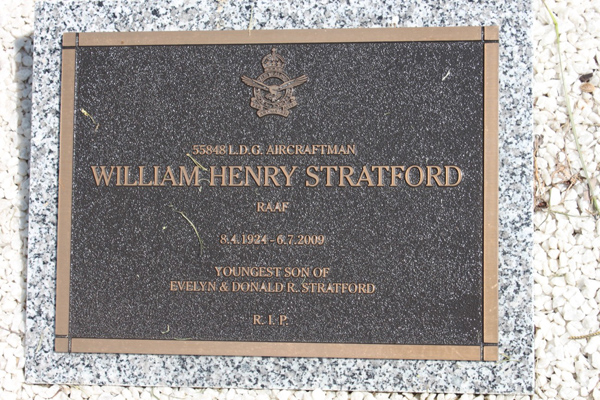 55848 L.D.G. AIRCRAFTMAN
WILLIAM HENRY STRATFORD
RAAF
8.4.1924 - 6.7.2009
YOUNGEST SON OF
EVELYN & DONALD R. STRATFORD
R.I.P.